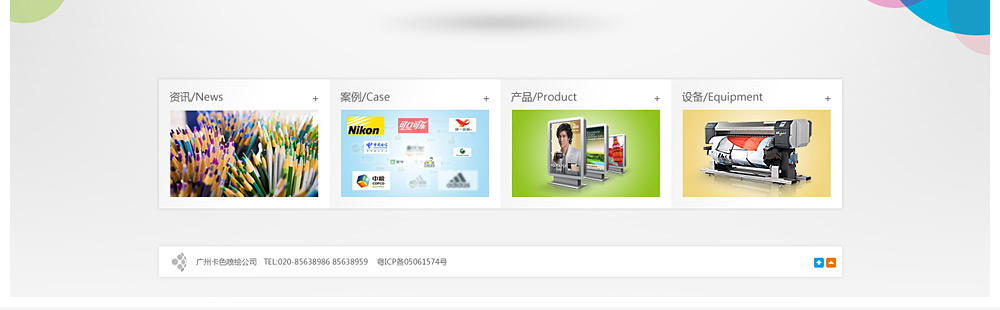 资讯/News +
案例/Case +
产品/Product +
设备/Equipment +
Nikon
可口可乐
中粮
COFCO
adidas
广州卡色喷绘公司 TEL:020-85638986 85638959 粤ICP备05061574号